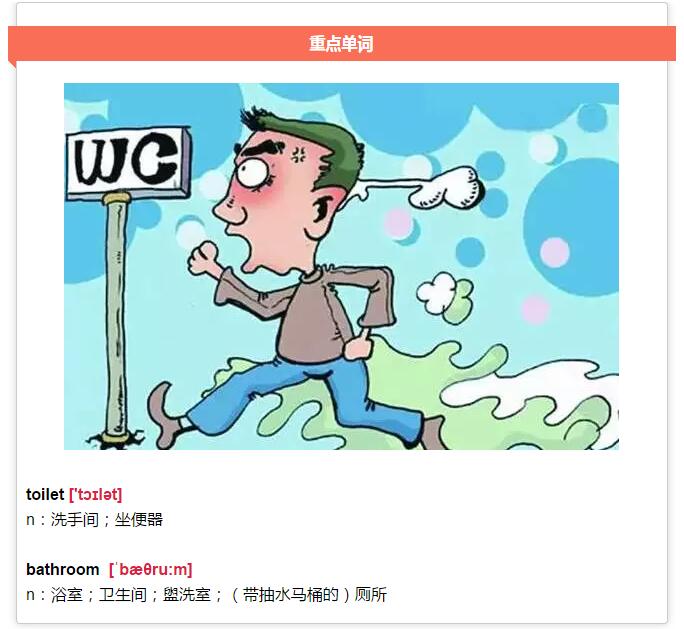 重点单词
WC
toilet ['tɔɪlət]
n：洗手间；坐便器
bathroom [ˈbæθruːm]
n：浴室；卫生间；盥洗室；（带抽水马桶的）厕所